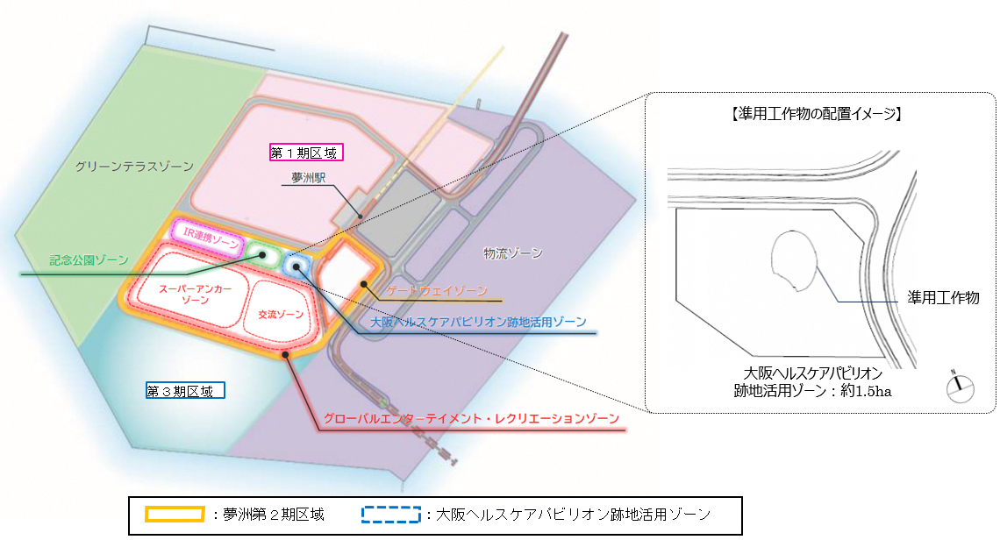 【準用工作物の配置イメージ】
第１期区域
グリーンテラスゾーン
夢洲駅
IR連携ゾーン
物流ゾーン
記念公園ゾーン
スーパーアンカー
ゾーン
ゲートウェイゾーン
交流ゾーン
準用工作物
大阪ヘルスケアパビリオン跡地活用ゾーン
大阪ヘルスケアパビリオン
跡地活用ゾーン：約1.5ha
N
第３期区域
グローバルエンターテイメント・レクリエーションゾーン
：夢洲第２期区域
：大阪ヘルスケアパビリオン跡地活用ゾーン